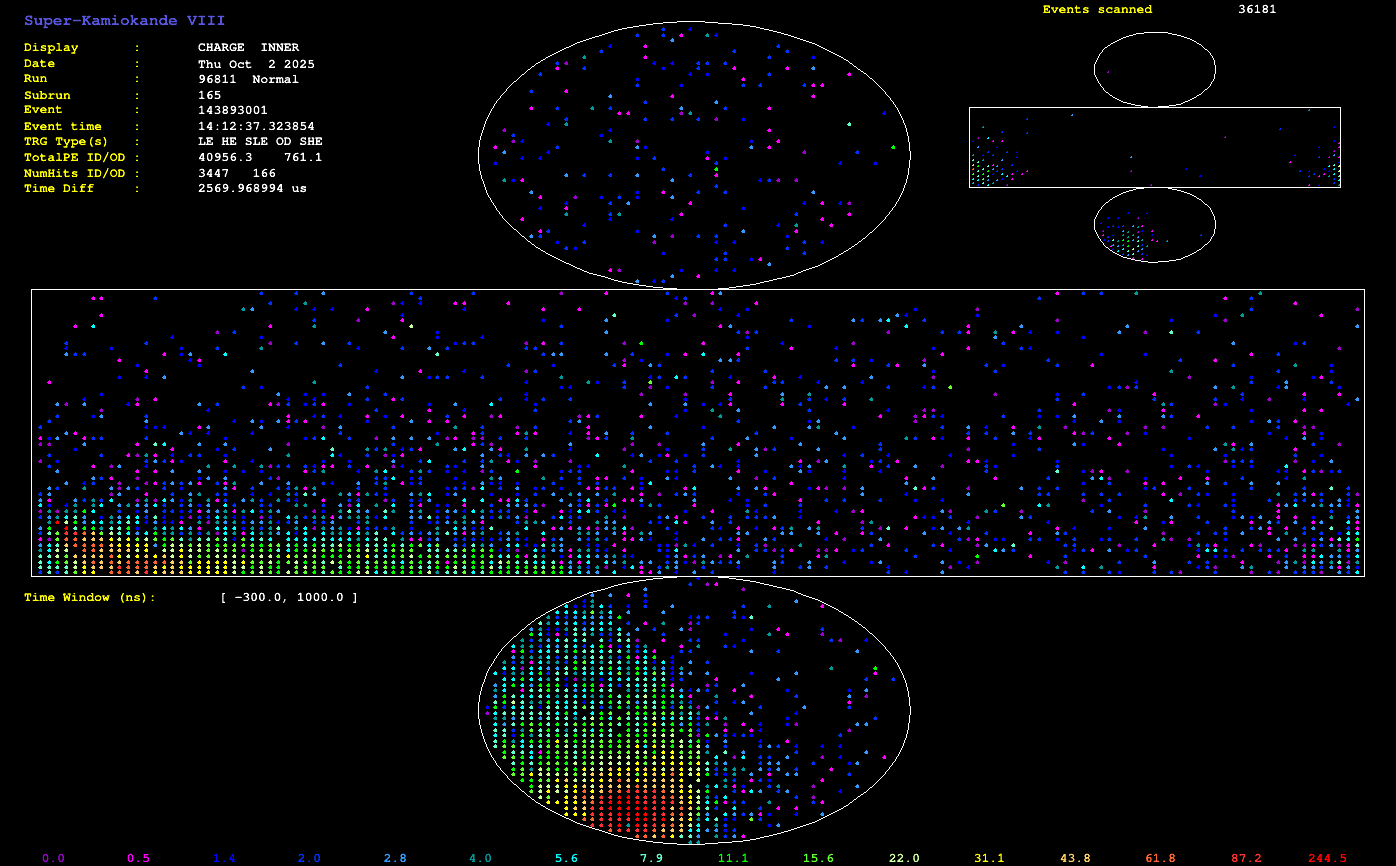 Super-Kamiokande VIII
Events scanned 36181
Display : CHARGE INNER
Date : Thu Oct 2 2025
Run : 96811 Normal
Subrun : 165
Event : 143893001
Event time : 14:12:37.323854
TRG Type(s) : LE HE SLE OD SHE
TotalPE ID/OD : 40956.3 761.1
NumHits ID/OD : 3447 166
Time Diff : 2569.968994 us
Time Window (ns): [ -300.0, 1000.0 ]
0.0 0.5 1.4 2.0 2.8 4.0 5.6 7.9 11.1 15.6 22.0 31.1 43.8 61.8 87.2 244.5